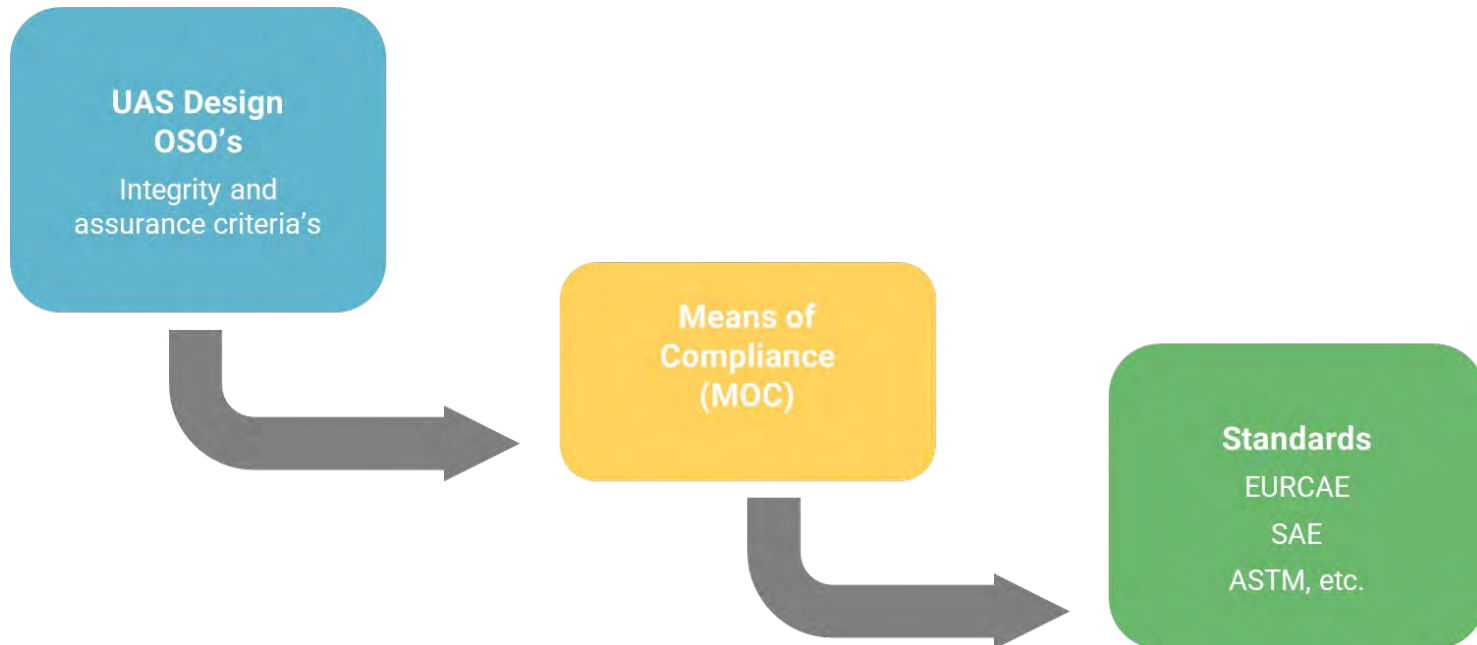 UAS Design
OSO's
Integrity and
assurance criteria's
Means of
Compliance
(MOC)
Standards
EURCAE
SAE
ASTM, etc.